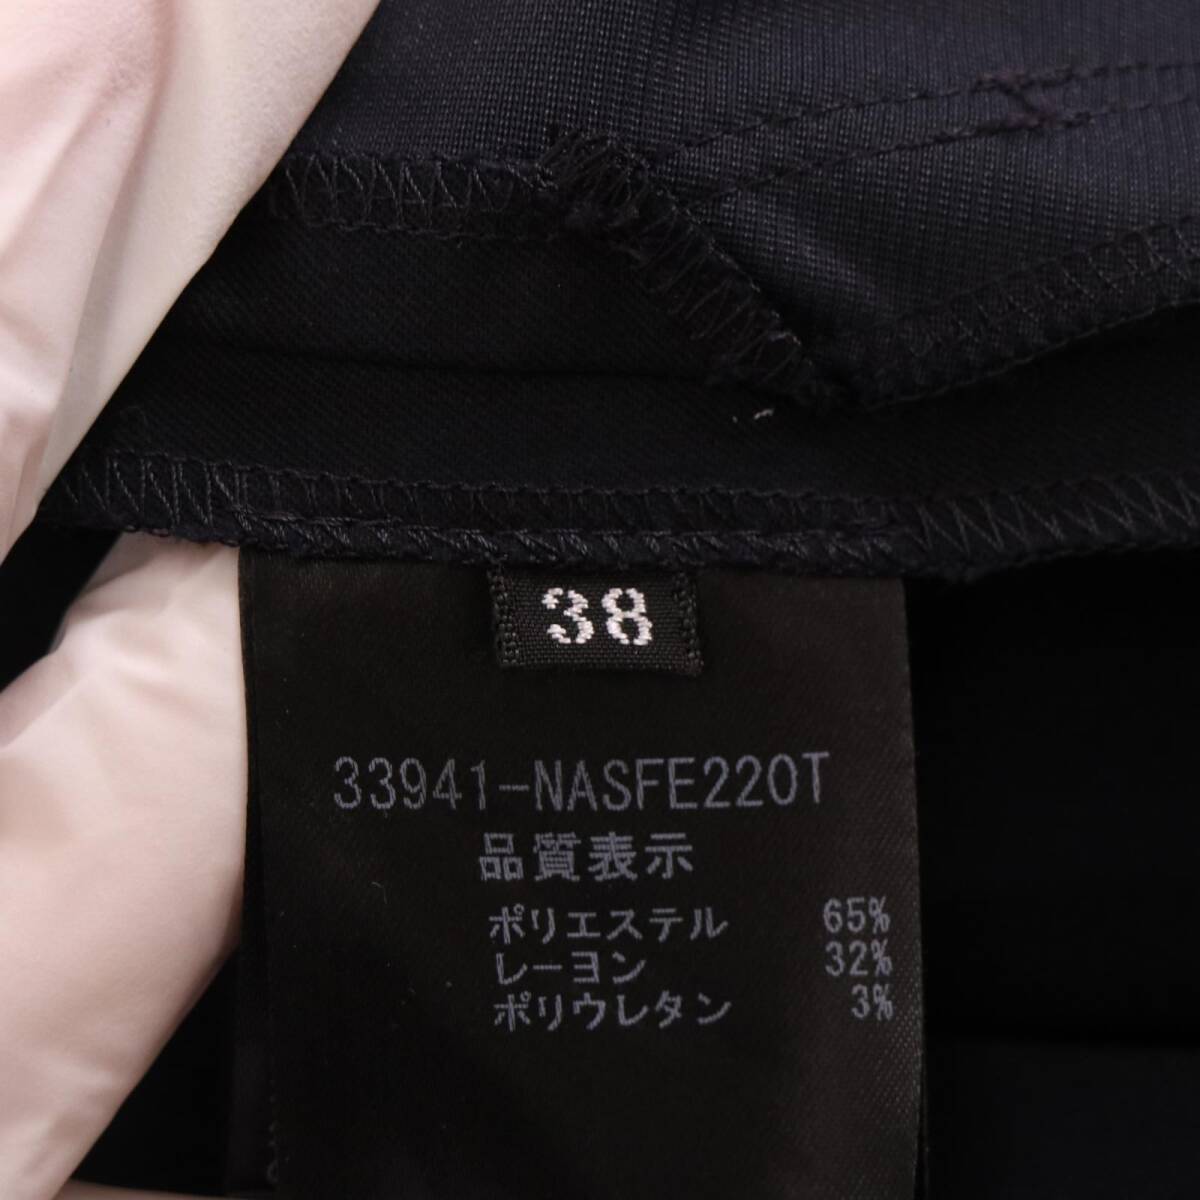 38
33941-NASFE220T
品質表示
ポリエステル 65%
レーヨン 32%
ポリウレタン 3%